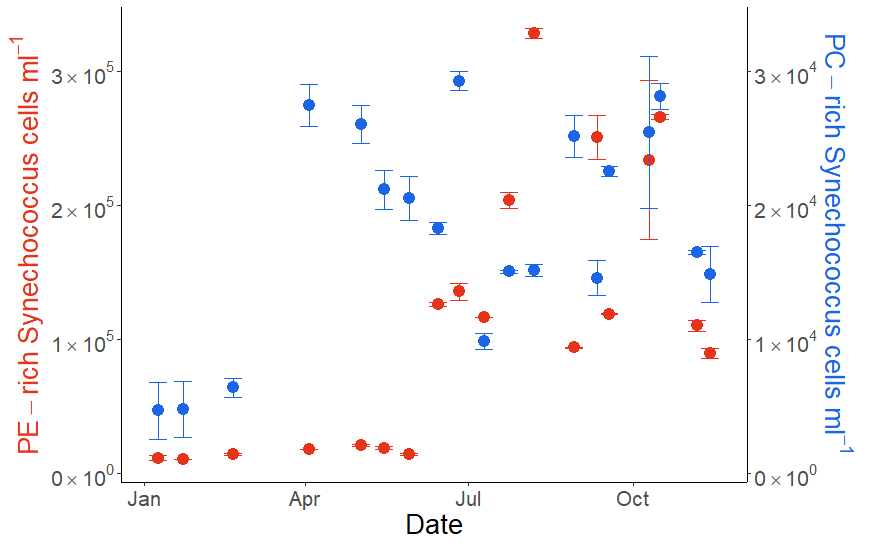 PE – rich Synechococcus cells ml⁻¹
3 × 10⁵
2 × 10⁵
1 × 10⁵
0 × 10⁰
3 × 10⁴
2 × 10⁴
1 × 10⁴
0 × 10⁰
PC – rich Synechococcus cells ml⁻¹
Jan Apr Jul Oct
Date